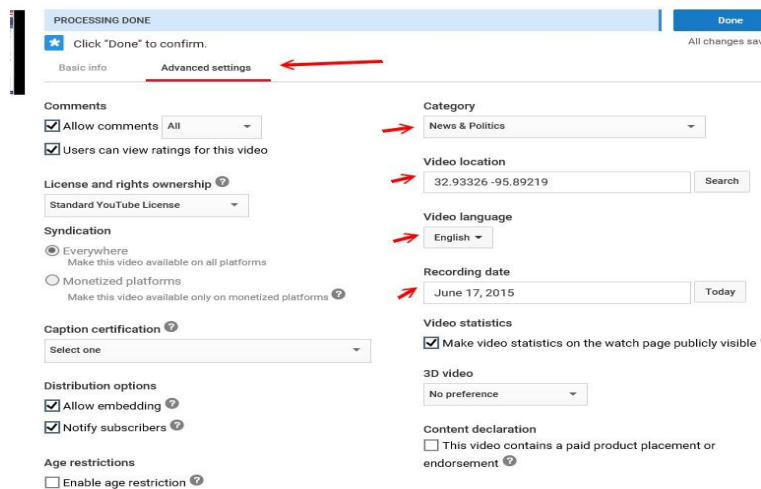 PROCESSING DONE
Done
Click "Done" to confirm.
All changes sav
Basic info
Advanced settings
Comments
Allow comments All
Users can view ratings for this video
License and rights ownership ?
Standard YouTube License
Syndication
Everywhere
Make this video available on all platforms
Monetized platforms
Make this video available only on monetized platforms ?
Caption certification ?
Select one
Distribution options
Allow embedding ?
Notify subscribers ?
Age restrictions
Enable age restriction ?
Category
News & Politics
Video location
32.93326 -95.89219 Search
Video language
English
Recording date
June 17, 2015 Today
Video statistics
Make video statistics on the watch page publicly visible
3D video
No preference
Content declaration
This video contains a paid product placement or
endorsement ?